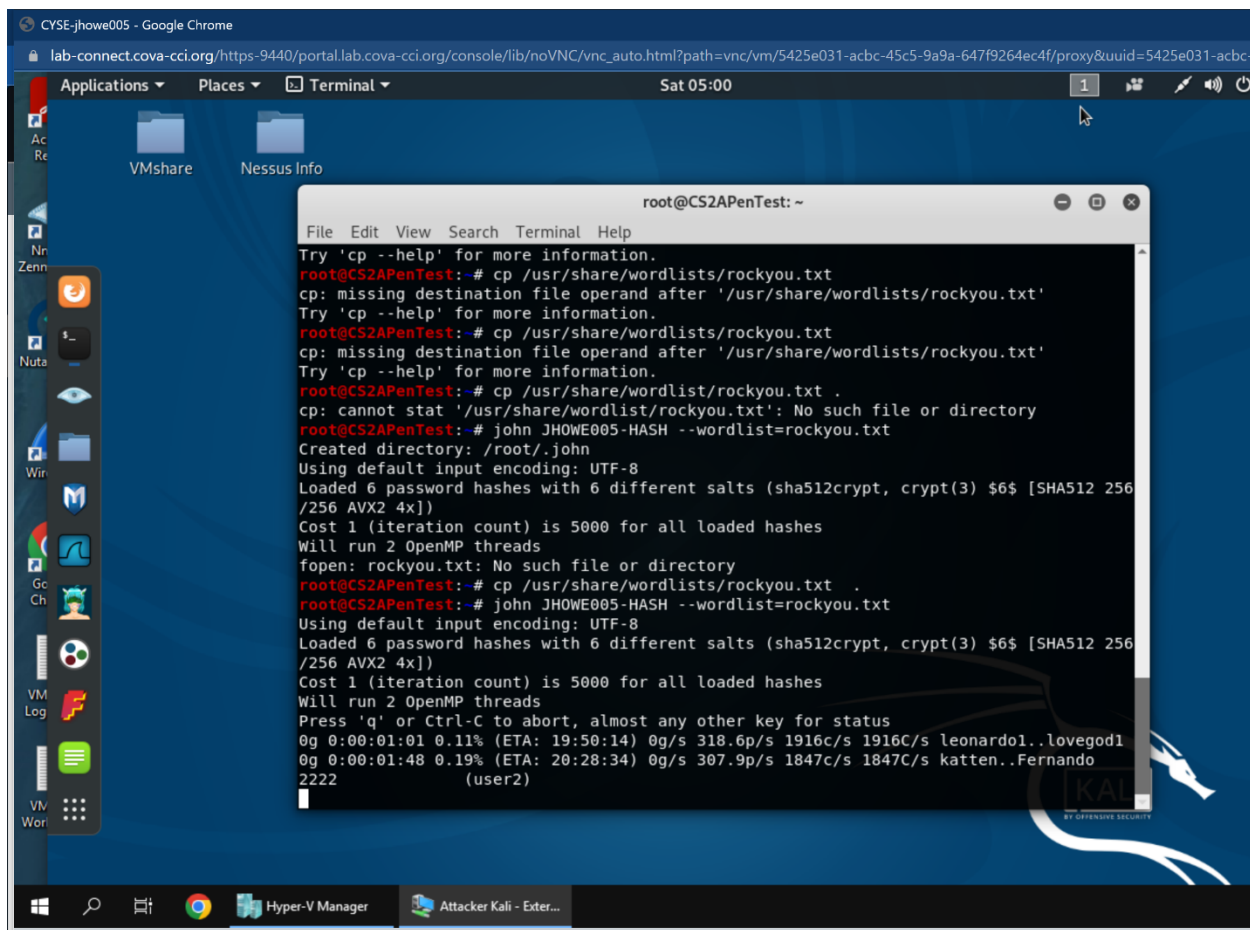 CYSE-jhowe005 - Google Chrome
lab-connect.cova-cci.org/https-9440/portal.lab.cova-cci.org/console/lib/noVNC/vnc_auto.html?path=vnc/vm/5425e031-acbc-45c5-9a9a-647f9264ec4f/proxy&uuid=5425e031-acbc-
Applications Places Terminal Sat 05:00 1
Ac
Re
VMshare Nessus Info
Nm
Zenm
Nuta
Wir
Go
Ch
VM
Log
VM
Wor
root@CS2APenTest: ~
File Edit View Search Terminal Help
Try 'cp --help' for more information.
root@CS2APenTest:~# cp /usr/share/wordlists/rockyou.txt
cp: missing destination file operand after '/usr/share/wordlists/rockyou.txt'
Try 'cp --help' for more information.
root@CS2APenTest:~# cp /usr/share/wordlists/rockyou.txt
cp: missing destination file operand after '/usr/share/wordlists/rockyou.txt'
Try 'cp --help' for more information.
root@CS2APenTest:~# cp /usr/share/wordlist/rockyou.txt .
cp: cannot stat '/usr/share/wordlist/rockyou.txt': No such file or directory
root@CS2APenTest:~# john JHOWE005-HASH --wordlist=rockyou.txt
Created directory: /root/.john
Using default input encoding: UTF-8
Loaded 6 password hashes with 6 different salts (sha512crypt, crypt(3) $6$ [SHA512 256
/256 AVX2 4x])
Cost 1 (iteration count) is 5000 for all loaded hashes
Will run 2 OpenMP threads
fopen: rockyou.txt: No such file or directory
root@CS2APenTest:~# cp /usr/share/wordlists/rockyou.txt  .
root@CS2APenTest:~# john JHOWE005-HASH --wordlist=rockyou.txt
Using default input encoding: UTF-8
Loaded 6 password hashes with 6 different salts (sha512crypt, crypt(3) $6$ [SHA512 256
/256 AVX2 4x])
Cost 1 (iteration count) is 5000 for all loaded hashes
Will run 2 OpenMP threads
Press 'q' or Ctrl-C to abort, almost any other key for status
0g 0:00:01:01 0.11% (ETA: 19:50:14) 0g/s 318.6p/s 1916c/s 1916C/s leonardo1..lovegod1
0g 0:00:01:48 0.19% (ETA: 20:28:34) 0g/s 307.9p/s 1847c/s 1847C/s katten..Fernando
2222             (user2)
KAL
BY OFFENSIVE SECURITY
Hyper-V Manager Attacker Kali - Exter...